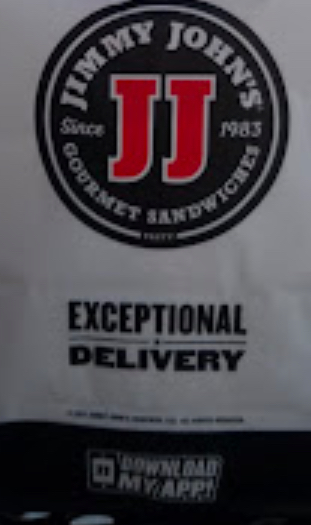 JIMMY JOHN'S
Since 1983
JJ
GOURMET SANDWICHES
EXCEPTIONAL
DELIVERY
DOWNLOAD
MY APP!